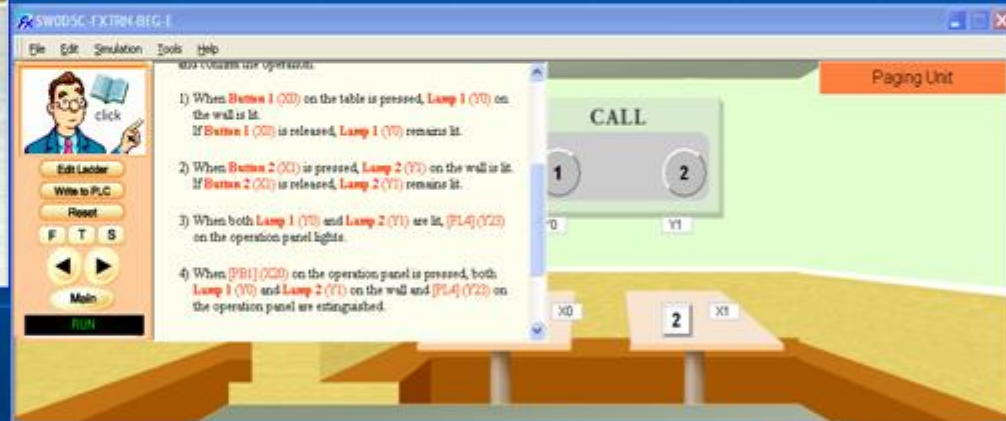 SW0D5C-FXTRN-BEG-E
File Edit Simulation Tools Help
and confirm the operation.
1) When Button 1 (X0) on the table is pressed, Lamp 1 (Y0) on
the wall is lit.
If Button 1 (X0) is released, Lamp 1 (Y0) remains lit.
2) When Button 2 (X1) is pressed, Lamp 2 (Y1) on the wall is lit.
If Button 2 (X1) is released, Lamp 2 (Y1) remains lit.
3) When both Lamp 1 (Y0) and Lamp 2 (Y1) are lit, [PL4] (Y23)
on the operation panel lights.
4) When [PB1] (X20) on the operation panel is pressed, both
Lamp 1 (Y0) and Lamp 2 (Y1) on the wall and [PL4] (Y23) on
the operation panel are extinguished.
click
Edit Ladder
Write to PLC
Reset
F T S
Main
RUN
Paging Unit
CALL
1 2
Y0 Y1
X0 2 X1